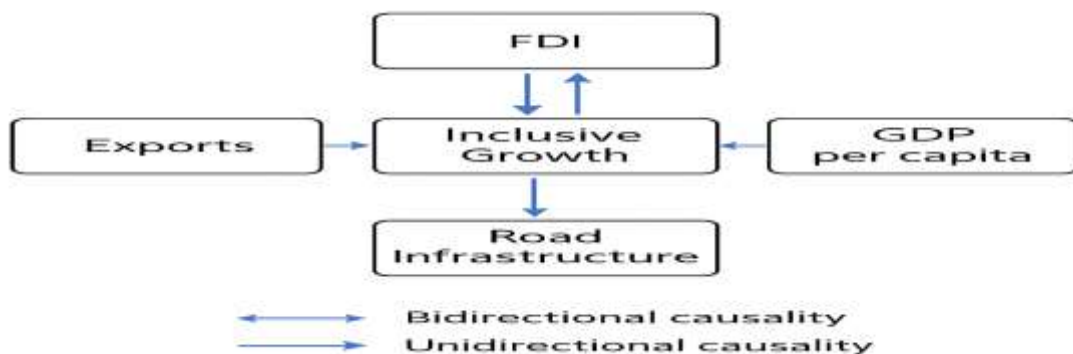 FDI
Exports
Inclusive
Growth
GDP
per capita
Road
Infrastructure
Bidirectional causality
Unidirectional causality